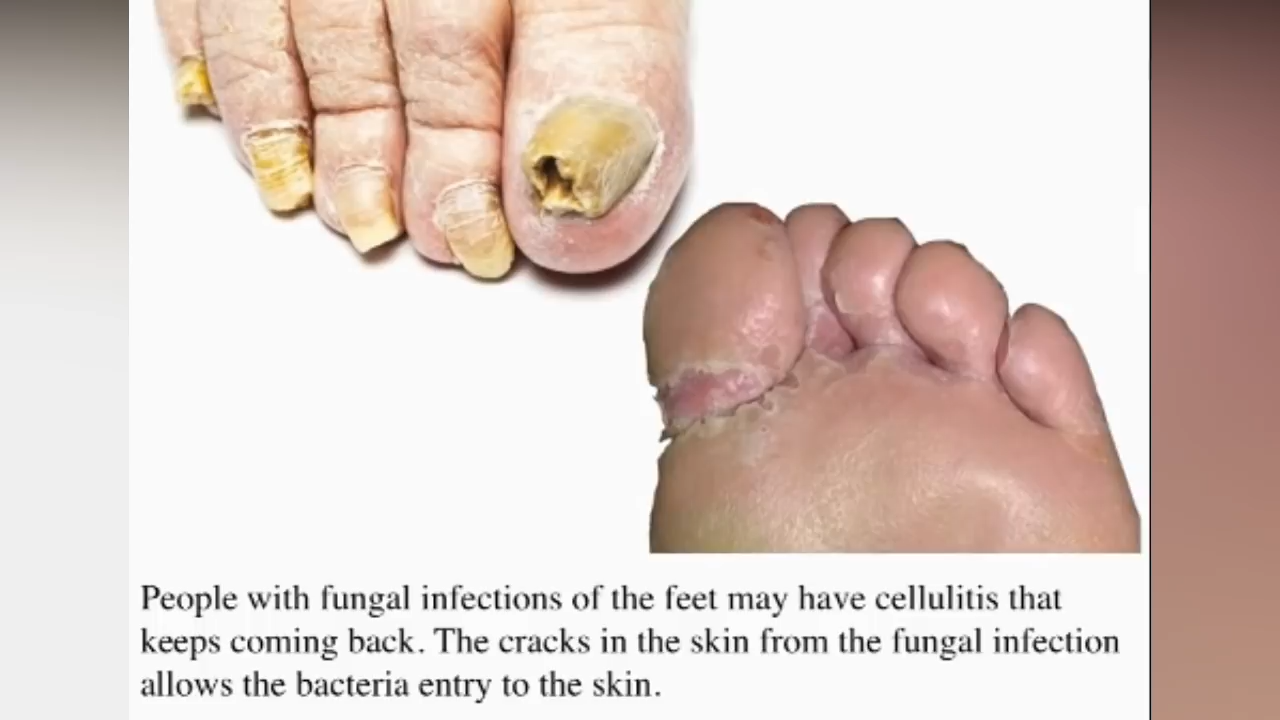 People with fungal infections of the feet may have cellulitis that
keeps coming back. The cracks in the skin from the fungal infection
allows the bacteria entry to the skin.